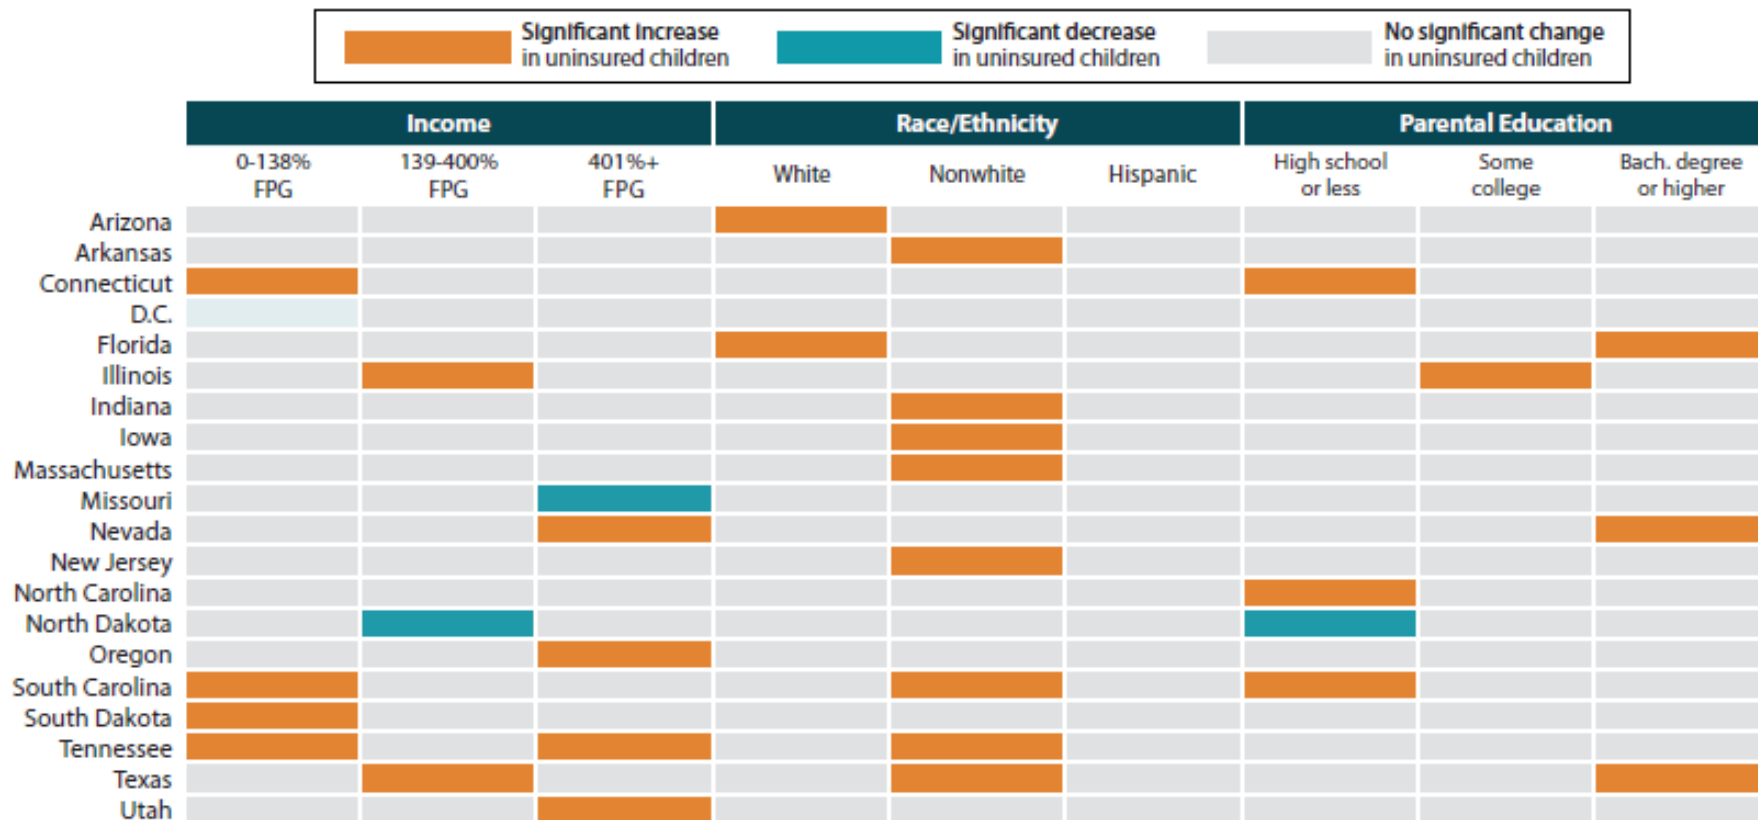 Significant increase
in uninsured children
Significant decrease
in uninsured children
No significant change
in uninsured children
Income
Race/Ethnicity
Parental Education
0-138%
FPG
139-400%
FPG
401%+
FPG
White
Nonwhite
Hispanic
High school
or less
Some
college
Bach. degree
or higher
Arizona
Arkansas
Connecticut
D.C.
Florida
Illinois
Indiana
Iowa
Massachusetts
Missouri
Nevada
New Jersey
North Carolina
North Dakota
Oregon
South Carolina
South Dakota
Tennessee
Texas
Utah